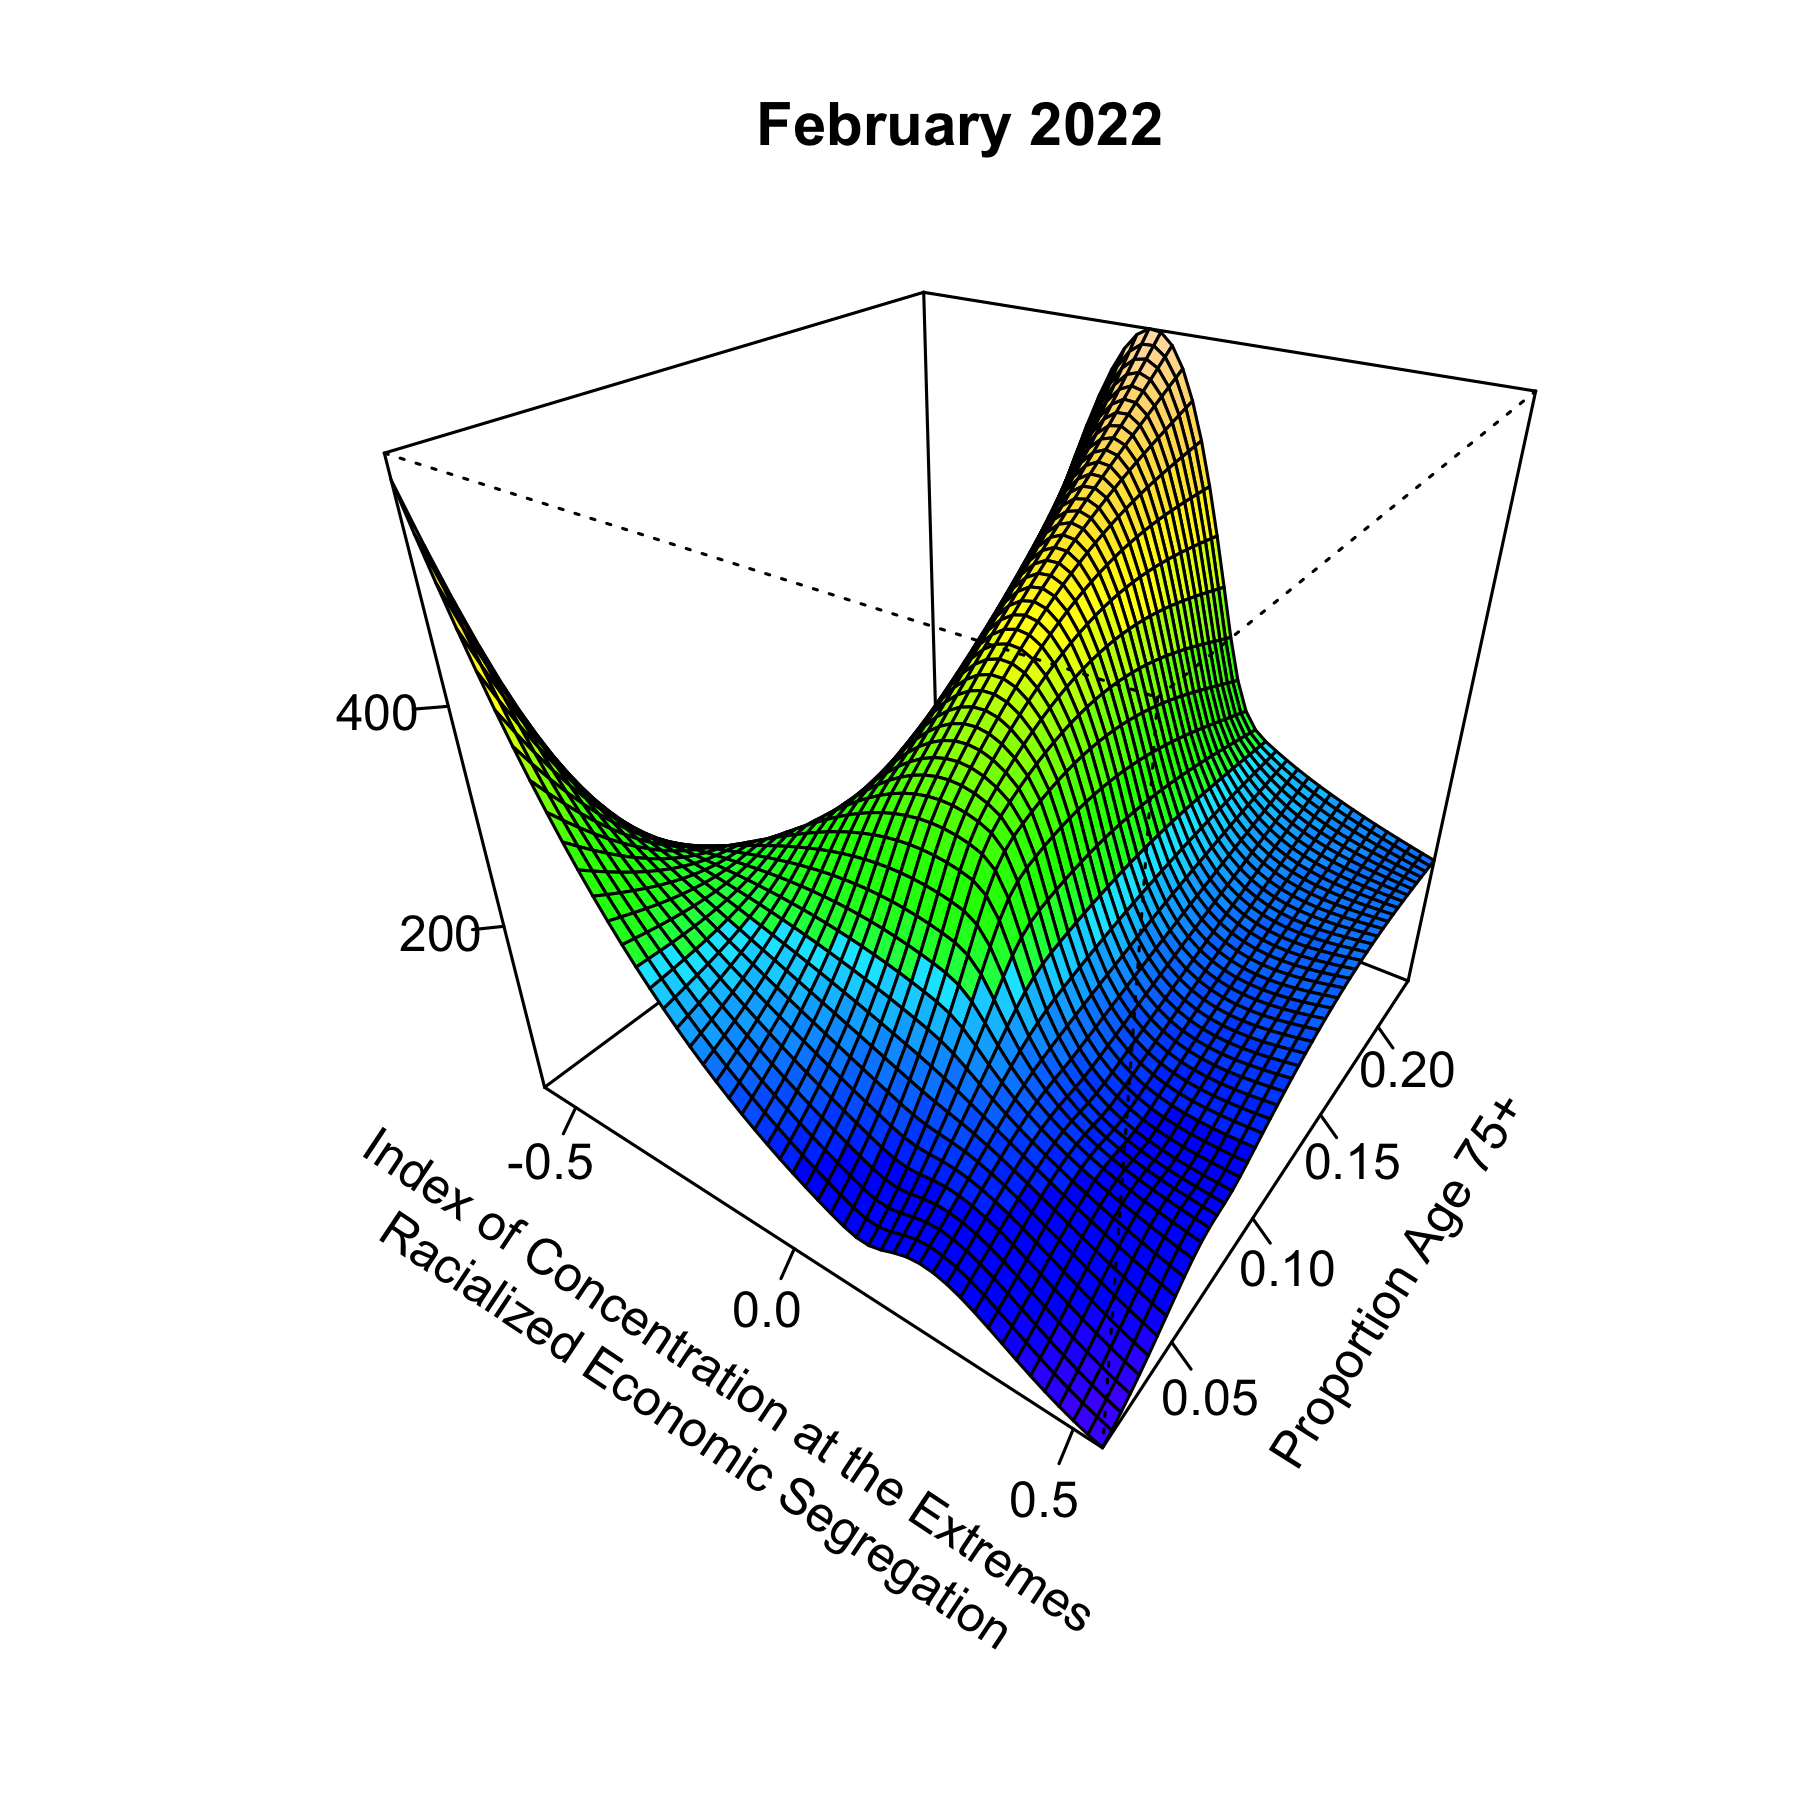 February 2022
400
200
-0.5
0.0
0.5
Index of Concentration at the Extremes
Racialized Economic Segregation
0.05
0.10
0.15
0.20
Proportion Age 75+